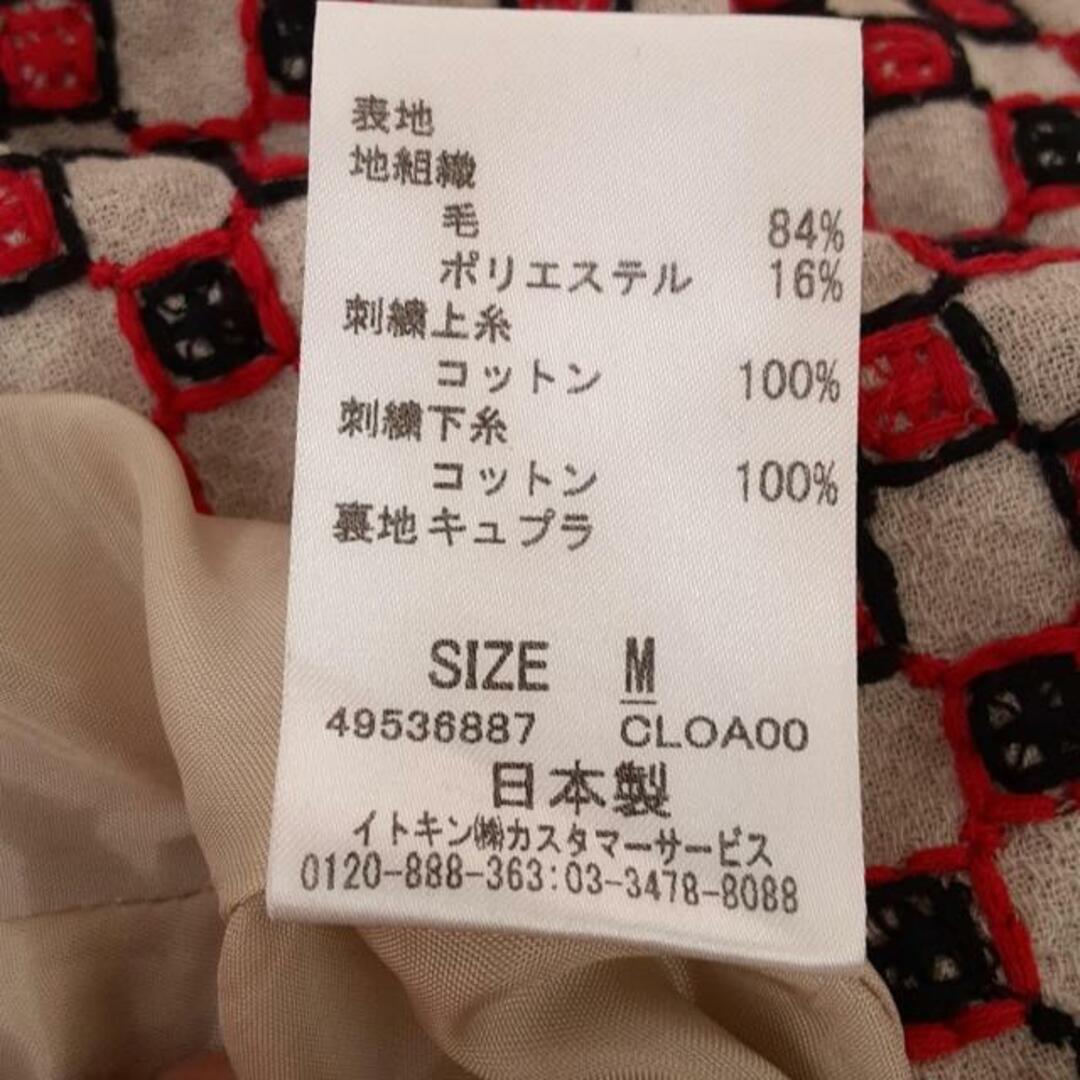 表地
地組織
毛 84%
ポリエステル 16%
刺繍上糸
コットン 100%
刺繍下糸
コットン 100%
裏地 キュプラ
SIZE M
49536887 CLOA00
日本製
イトキン㈱カスタマーサービス
0120-888-363:03-3478-8088